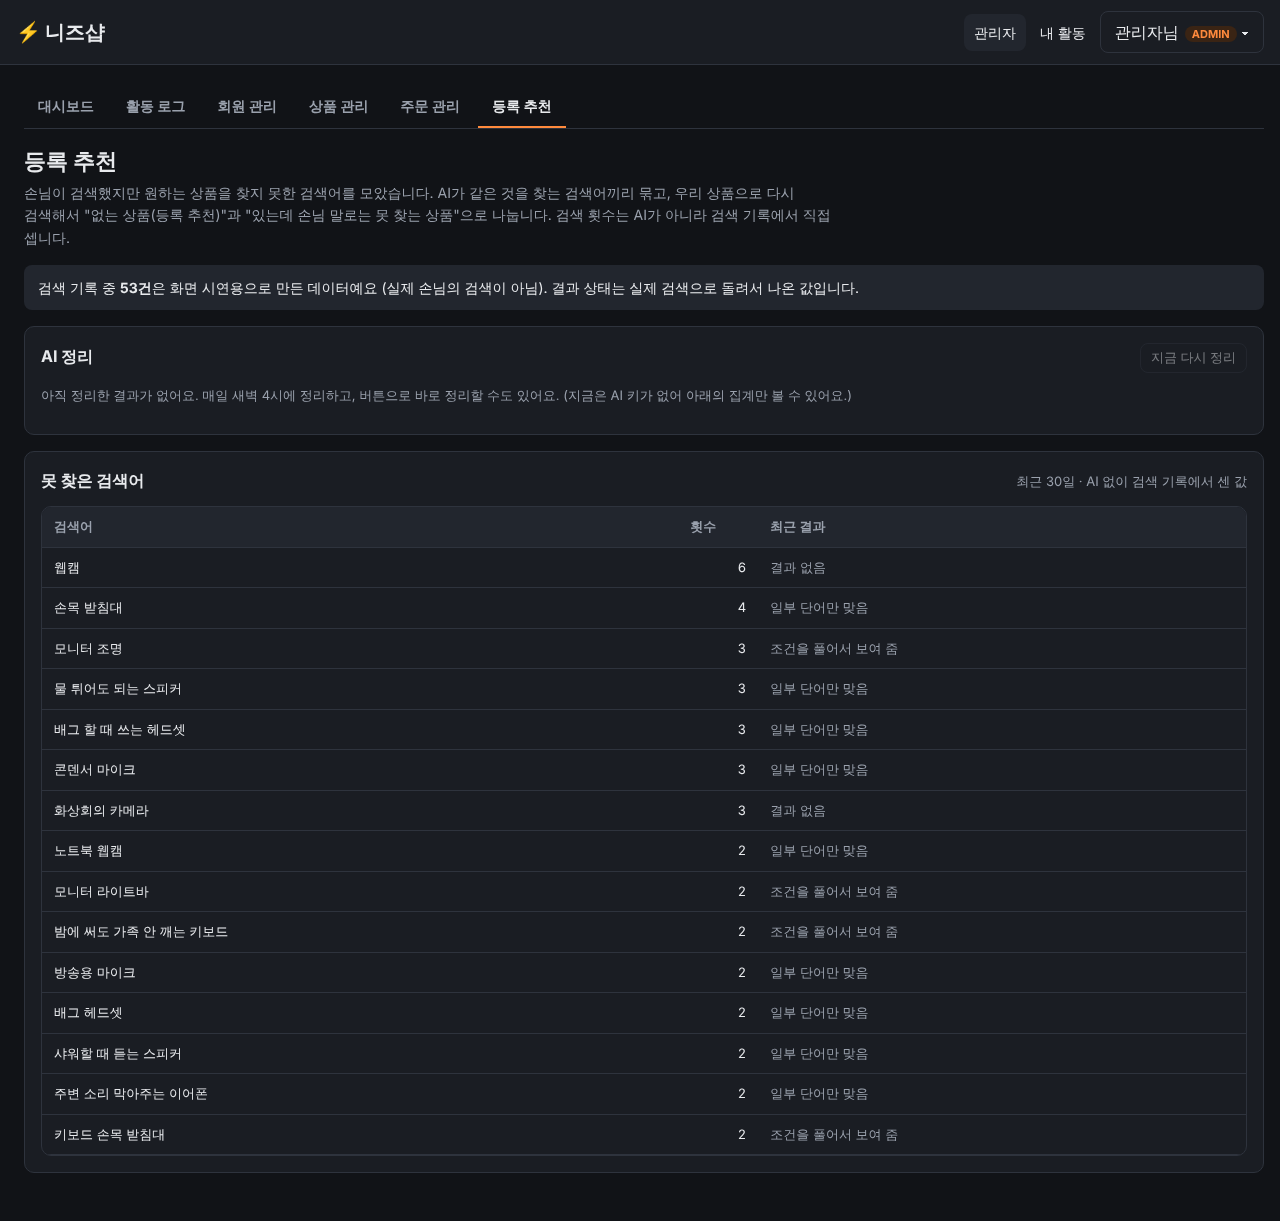 ⚡ 니즈샵
관리자 내 활동 관리자님 ADMIN
대시보드 활동 로그 회원 관리 상품 관리 주문 관리 등록 추천
등록 추천
손님이 검색했지만 원하는 상품을 찾지 못한 검색어를 모았습니다. AI가 같은 것을 찾는 검색어끼리 묶고, 우리 상품으로 다시
검색해서 "없는 상품(등록 추천)"과 "있는데 손님 말로는 못 찾는 상품"으로 나눕니다. 검색 횟수는 AI가 아니라 검색 기록에서 직접
셉니다.
검색 기록 중 53건은 화면 시연용으로 만든 데이터예요 (실제 손님의 검색이 아님). 결과 상태는 실제 검색으로 돌려서 나온 값입니다.
AI 정리 지금 다시 정리
아직 정리한 결과가 없어요. 매일 새벽 4시에 정리하고, 버튼으로 바로 정리할 수도 있어요. (지금은 AI 키가 없어 아래의 집계만 볼 수 있어요.)
못 찾은 검색어 최근 30일 · AI 없이 검색 기록에서 센 값
검색어 횟수 최근 결과
웹캠 6 결과 없음
손목 받침대 4 일부 단어만 맞음
모니터 조명 3 조건을 풀어서 보여 줌
물 튀어도 되는 스피커 3 일부 단어만 맞음
배그 할 때 쓰는 헤드셋 3 일부 단어만 맞음
콘덴서 마이크 3 일부 단어만 맞음
화상회의 카메라 3 결과 없음
노트북 웹캠 2 일부 단어만 맞음
모니터 라이트바 2 조건을 풀어서 보여 줌
밤에 써도 가족 안 깨는 키보드 2 조건을 풀어서 보여 줌
방송용 마이크 2 일부 단어만 맞음
배그 헤드셋 2 일부 단어만 맞음
샤워할 때 듣는 스피커 2 일부 단어만 맞음
주변 소리 막아주는 이어폰 2 일부 단어만 맞음
키보드 손목 받침대 2 조건을 풀어서 보여 줌